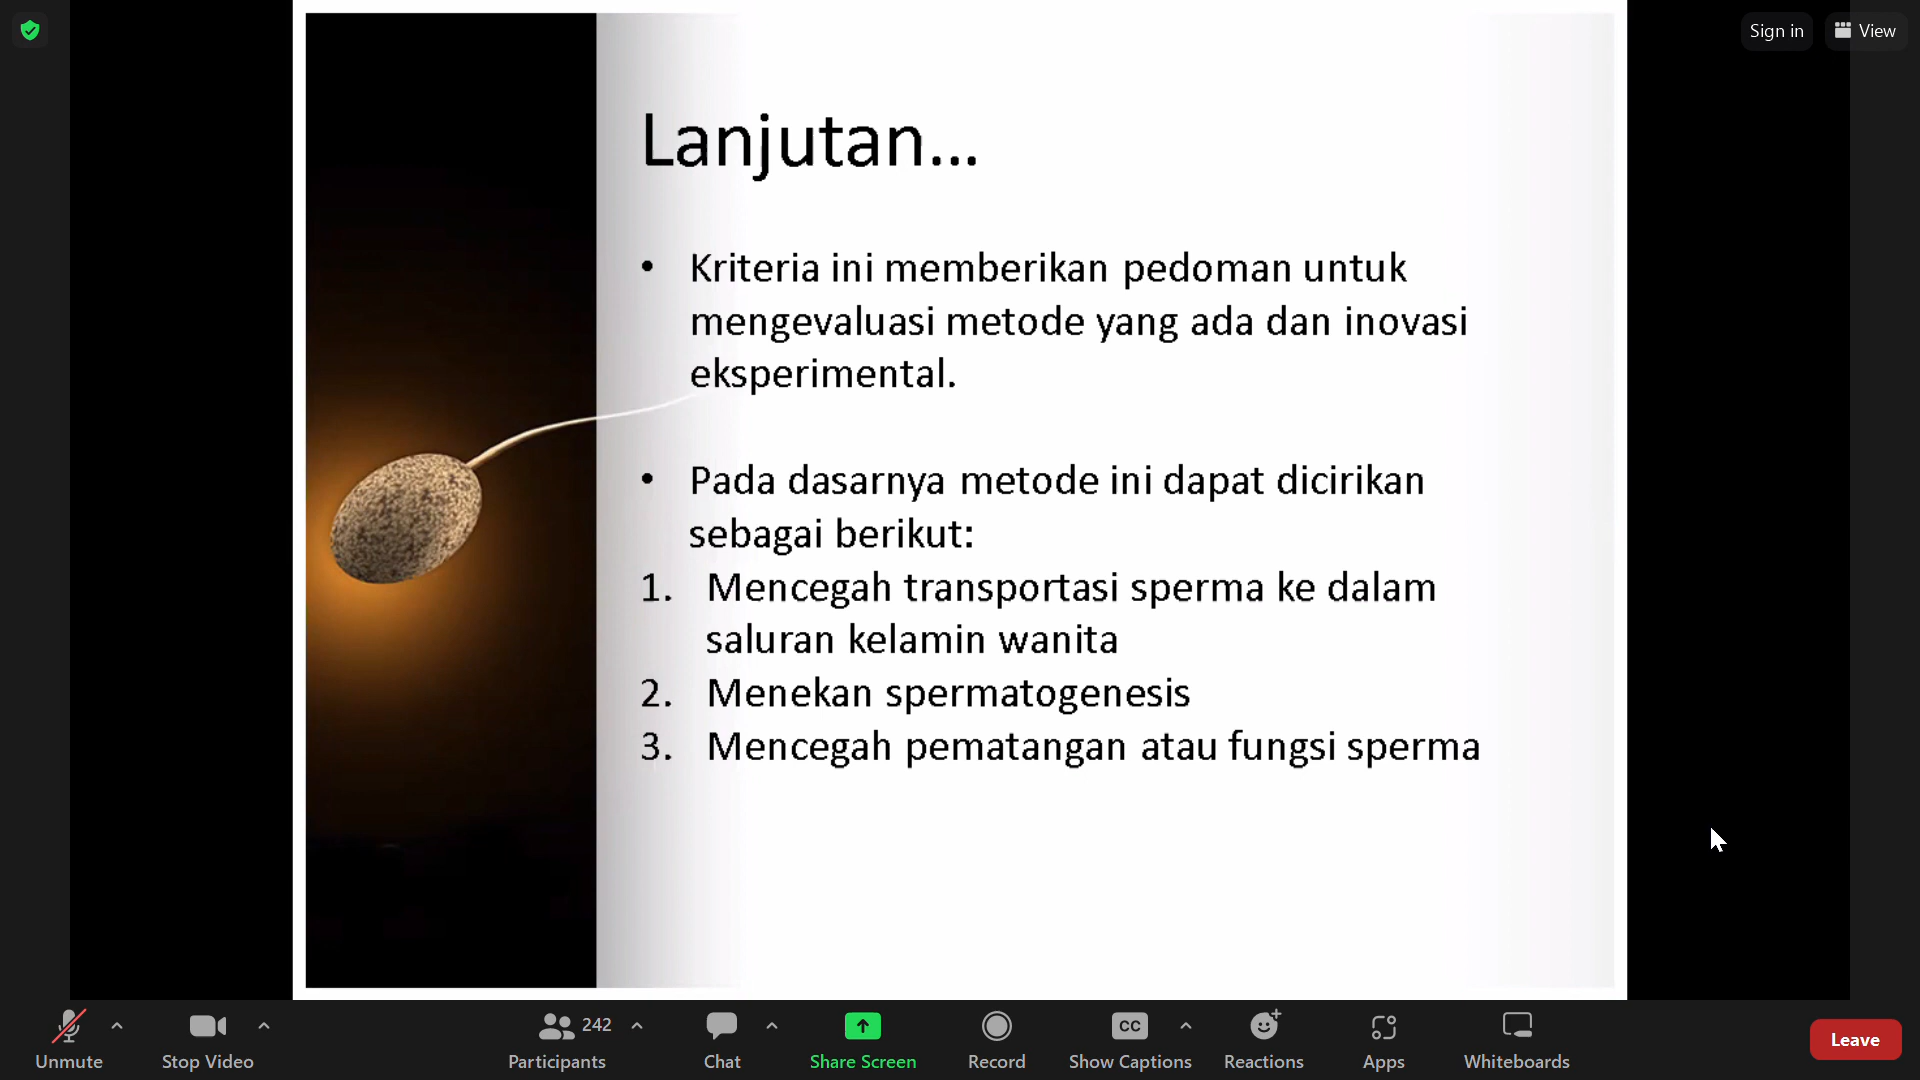 Sign in
View
Lanjutan...
• Kriteria ini memberikan pedoman untuk
mengevaluasi metode yang ada dan inovasi
eksperimental.
• Pada dasarnya metode ini dapat dicirikan
sebagai berikut:
1. Mencegah transportasi sperma ke dalam
saluran kelamin wanita
2. Menekan spermatogenesis
3. Mencegah pematangan atau fungsi sperma
242
CC
Unmute
Stop Video
Participants
Chat
Share Screen
Record
Show Captions
Reactions
Apps
Whiteboards
Leave